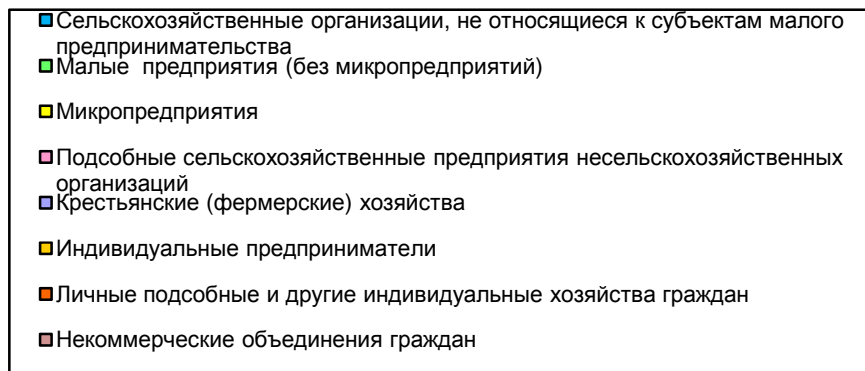 Сельскохозяйственные организации, не относящиеся к субъектам малого
предпринимательства
Малые предприятия (без микропредприятий)
Микропредприятия
Подсобные сельскохозяйственные предприятия несельскохозяйственных
организаций
Крестьянские (фермерские) хозяйства
Индивидуальные предприниматели
Личные подсобные и другие индивидуальные хозяйства граждан
Некоммерческие объединения граждан